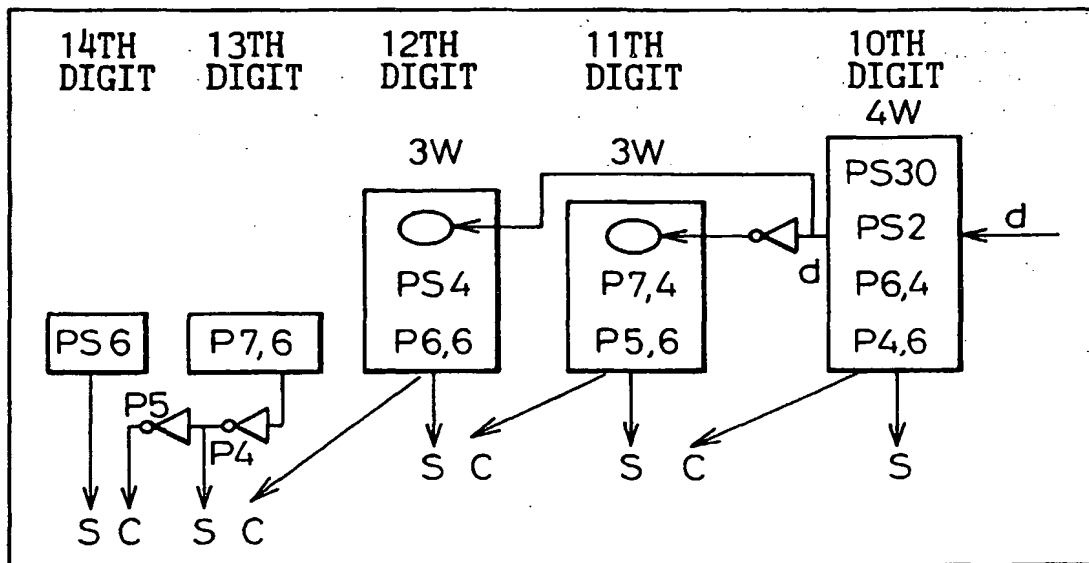 14TH DIGIT
13TH DIGIT
12TH DIGIT
11TH DIGIT
10TH DIGIT
3W
3W
4W
PS30
PS2
d
d
PS4
P7,4
P6,4
PS6
P7,6
P6,6
P5,6
P4,6
P5
P4
S C
S C
S C
S C
S